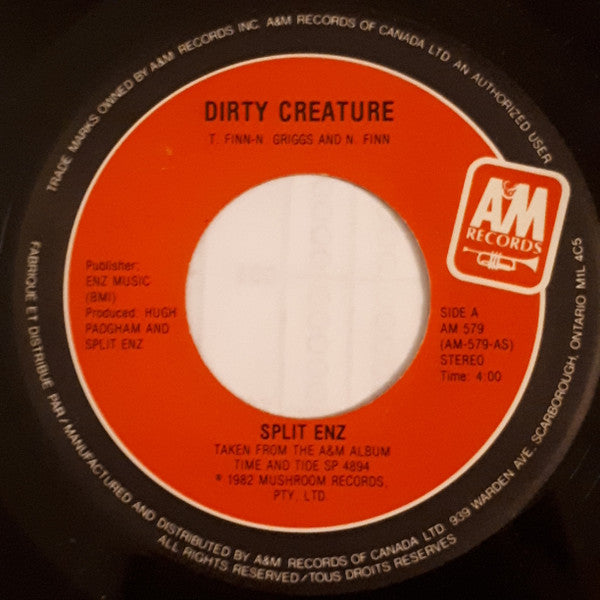 TRADE MARKS OWNED BY A&M RECORDS INC. A&M RECORDS OF CANADA LTD AN AUTHORIZED USER
DIRTY CREATURE
T. FINN-N. GRIGGS AND N. FINN
A&M
RECORDS
Publisher:
ENZ MUSIC
(BMI)
Produced: HUGH
PADGHAM AND
SPLIT ENZ
SIDE A
AM 579
(AM-579-AS)
STEREO
Time: 4:00
SPLIT ENZ
TAKEN FROM THE A&M ALBUM
TIME AND TIDE SP 4894
℗ 1982 MUSHROOM RECORDS,
PTY, LTD.
FABRIQUE ET DISTRIBUE PAR/MANUFACTURED AND DISTRIBUTED BY A&M RECORDS OF CANADA LTD. 939 WARDEN AVE. SCARBOROUGH, ONTARIO M1L 4C5
ALL RIGHTS RESERVED/TOUS DROITS RESERVES